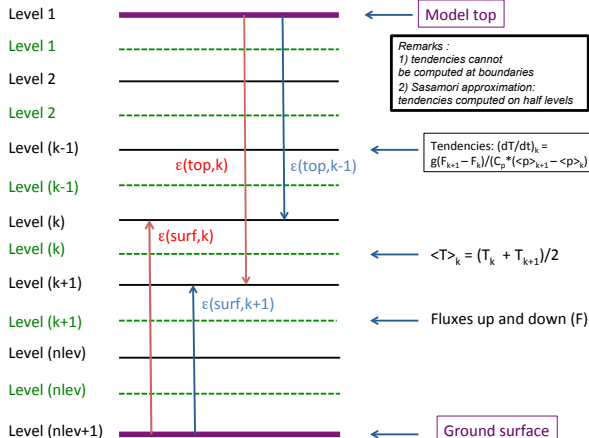 Level 1
Model top
Level 1
Remarks :
1) tendencies cannot
be computed at boundaries
2) Sasamori approximation:
tendencies computed on half levels
Level 2
Level 2
Level (k-1)
Tendencies: (dT/dt)k =
g(Fk+1 – Fk)/(Cp*(<p>k+1 – <p>k)
ε(top,k)
ε(top,k-1)
Level (k-1)
Level (k)
ε(surf,k)
Level (k)
<T>k = (Tk + Tk+1)/2
Level (k+1)
ε(surf,k+1)
Level (k+1)
Fluxes up and down (F)
Level (nlev)
Level (nlev)
Level (nlev+1)
Ground surface